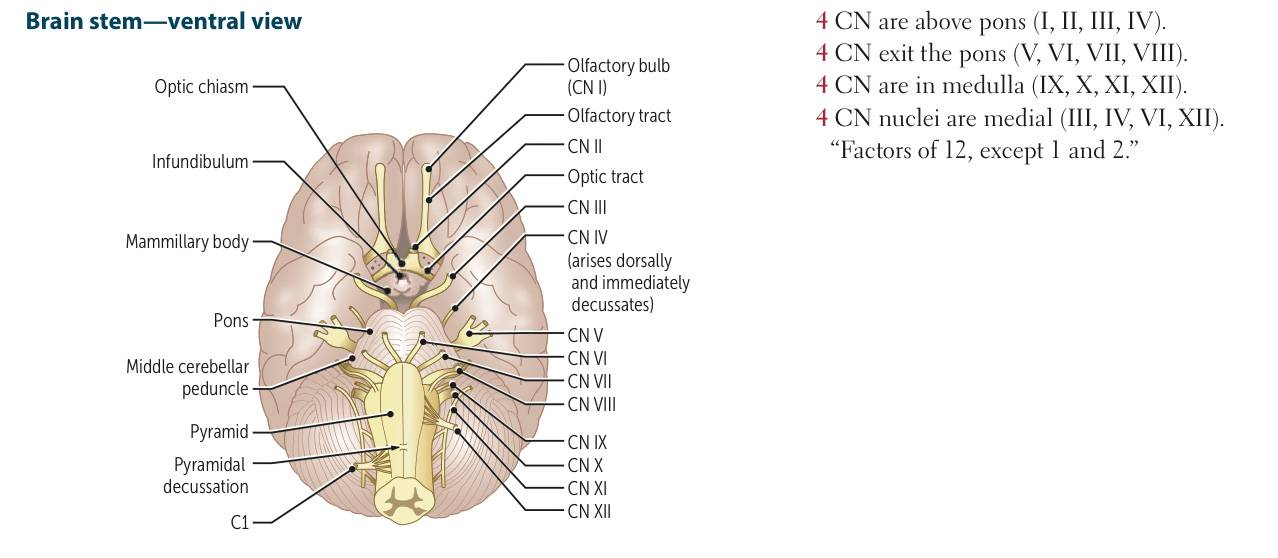 Brain stem—ventral view
Optic chiasm
Infundibulum
Mammillary body
Pons
Middle cerebellar
peduncle
Pyramid
Pyramidal
decussation
C1
Olfactory bulb
(CN I)
Olfactory tract
CN II
Optic tract
CN III
CN IV
(arises dorsally
and immediately
decussates)
CN V
CN VI
CN VII
CN VIII
CN IX
CN X
CN XI
CN XII
4 CN are above pons (I, II, III, IV).
4 CN exit the pons (V, VI, VII, VIII).
4 CN are in medulla (IX, X, XI, XII).
4 CN nuclei are medial (III, IV, VI, XII).
“Factors of 12, except 1 and 2.”